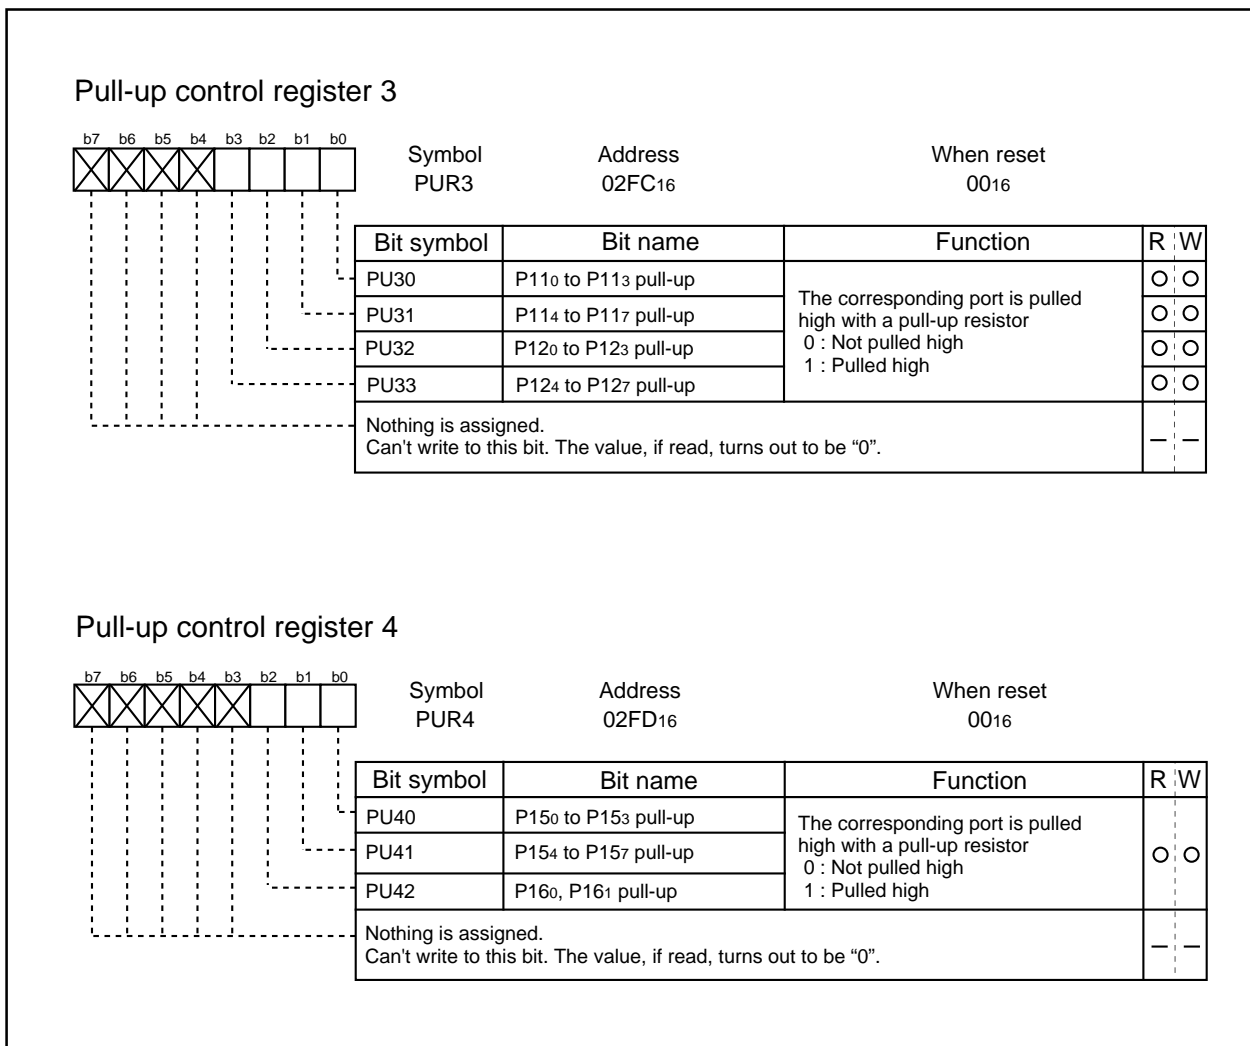 Pull-up control register 3
b7 b6 b5 b4 b3 b2 b1 b0
Symbol Address When reset
PUR3 02FC16 0016
Bit symbol Bit name Function R W
PU30 P110 to P113 pull-up
PU31 P114 to P117 pull-up
PU32 P120 to P123 pull-up
PU33 P124 to P127 pull-up
The corresponding port is pulled
high with a pull-up resistor
0 : Not pulled high
1 : Pulled high
Nothing is assigned.
Can't write to this bit. The value, if read, turns out to be “0”.
Pull-up control register 4
b7 b6 b5 b4 b3 b2 b1 b0
Symbol Address When reset
PUR4 02FD16 0016
Bit symbol Bit name Function R W
PU40 P150 to P153 pull-up
PU41 P154 to P157 pull-up
PU42 P160, P161 pull-up
The corresponding port is pulled
high with a pull-up resistor
0 : Not pulled high
1 : Pulled high
Nothing is assigned.
Can't write to this bit. The value, if read, turns out to be “0”.